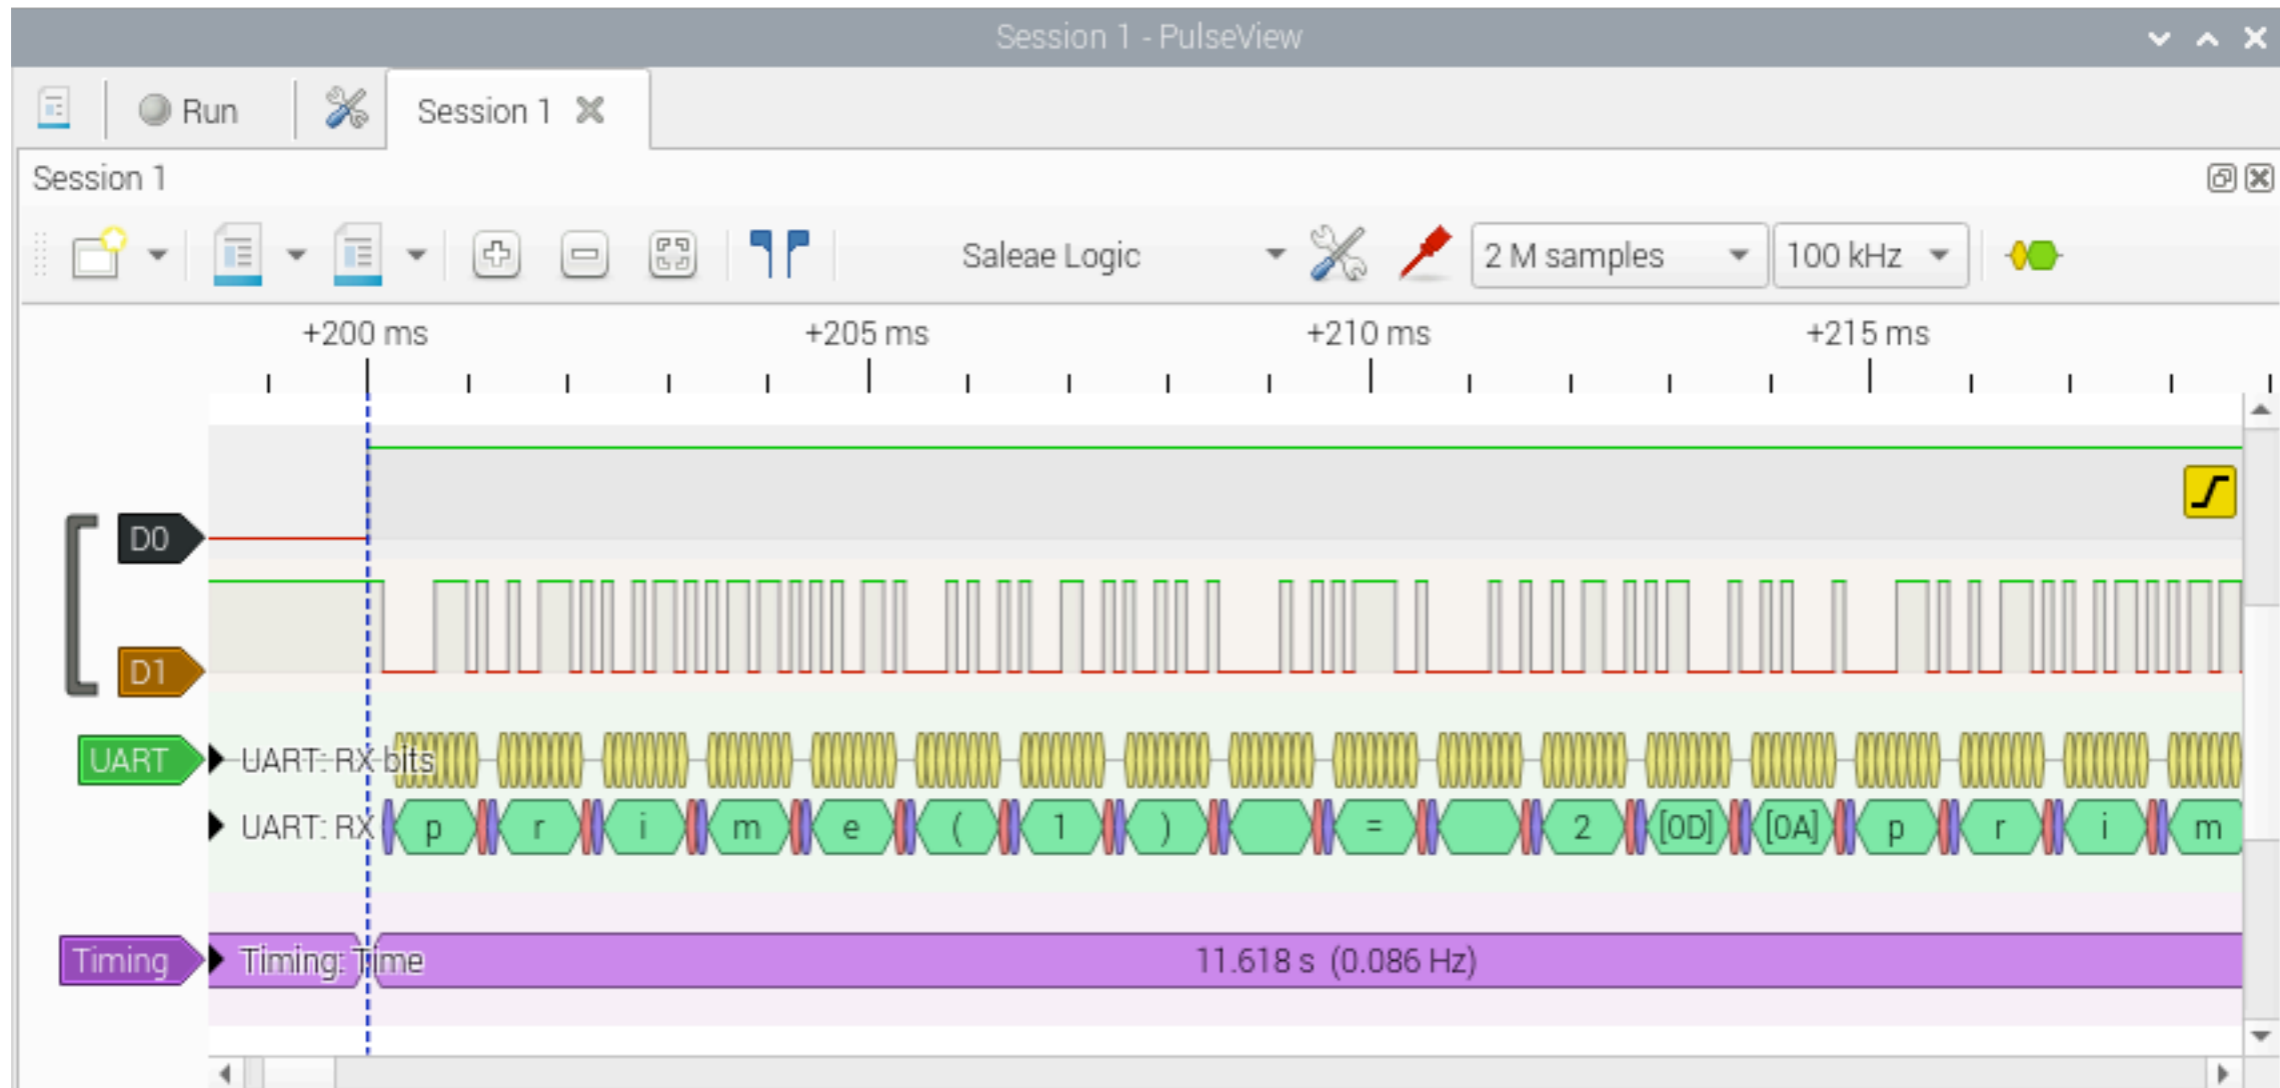 Session 1 - PulseView
Run
Session 1
Session 1
Saleae Logic
2 M samples
100 kHz
+200 ms +205 ms +210 ms +215 ms
D0
D1
UART UART: RX bits
UART: RX p r i m e ( 1 ) = 2 [0D] [0A] p r i m
Timing Timing: Time 11.618 s (0.086 Hz)